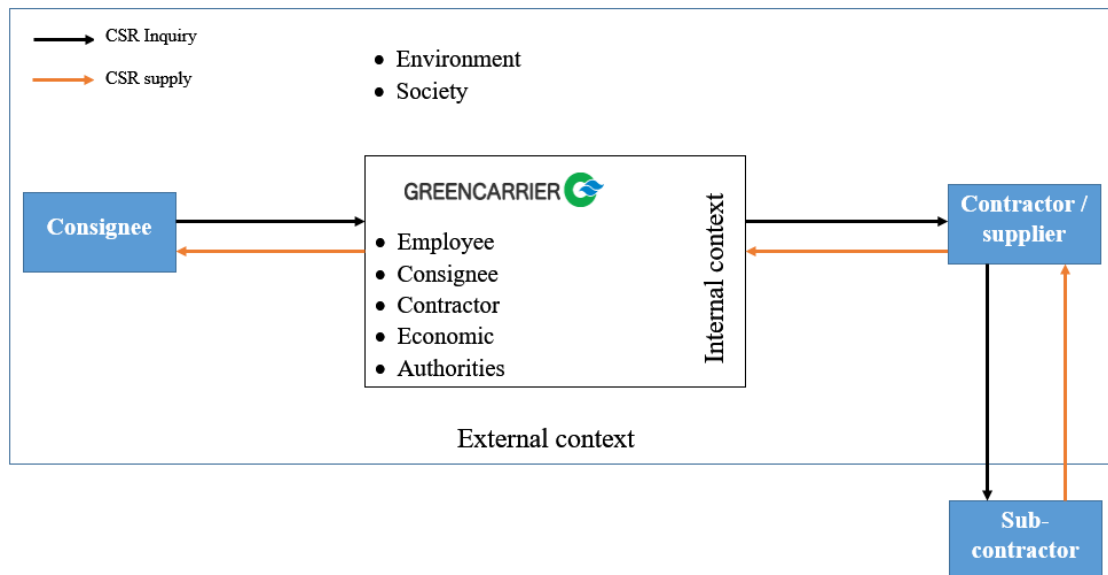 CSR Inquiry
CSR supply
• Environment
• Society
GREENCARRIER
Consignee
• Employee
• Consignee
• Contractor
• Economic
• Authorities
Internal context
Contractor /
supplier
External context
Sub-
contractor